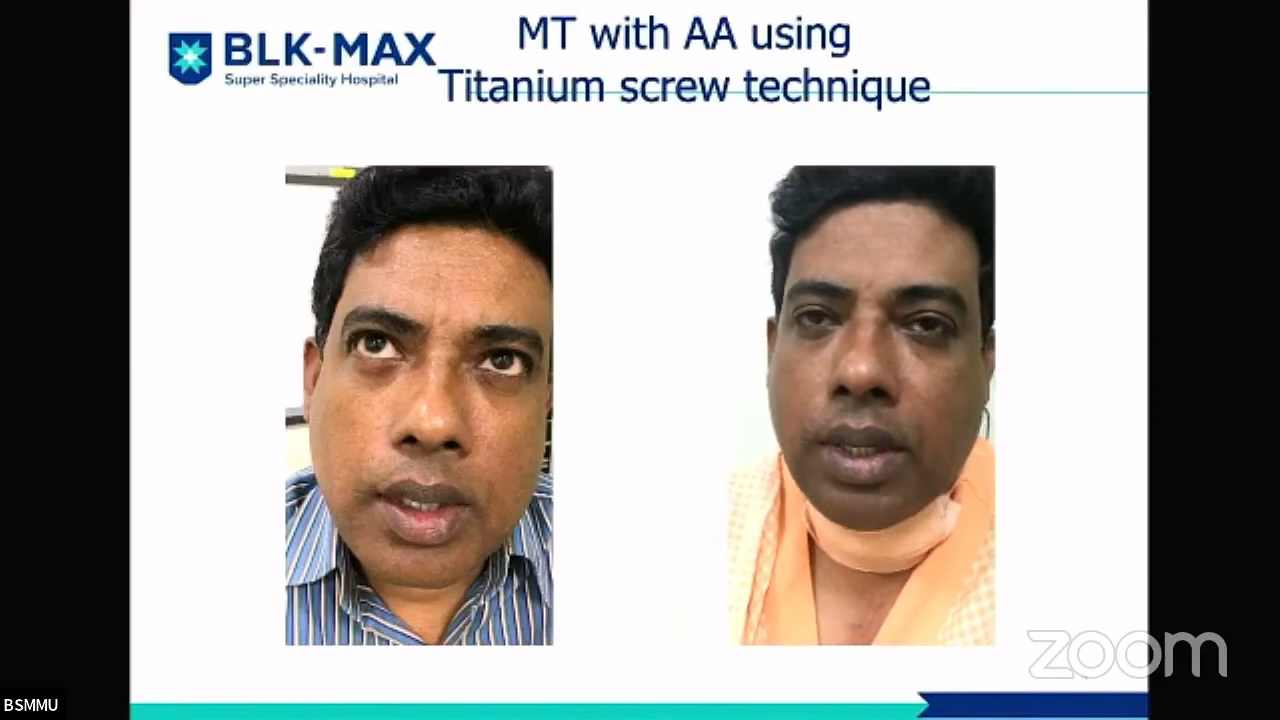 BLK-MAX
Super Speciality Hospital
MT with AA using
Titanium screw technique
zoom
BSMMU